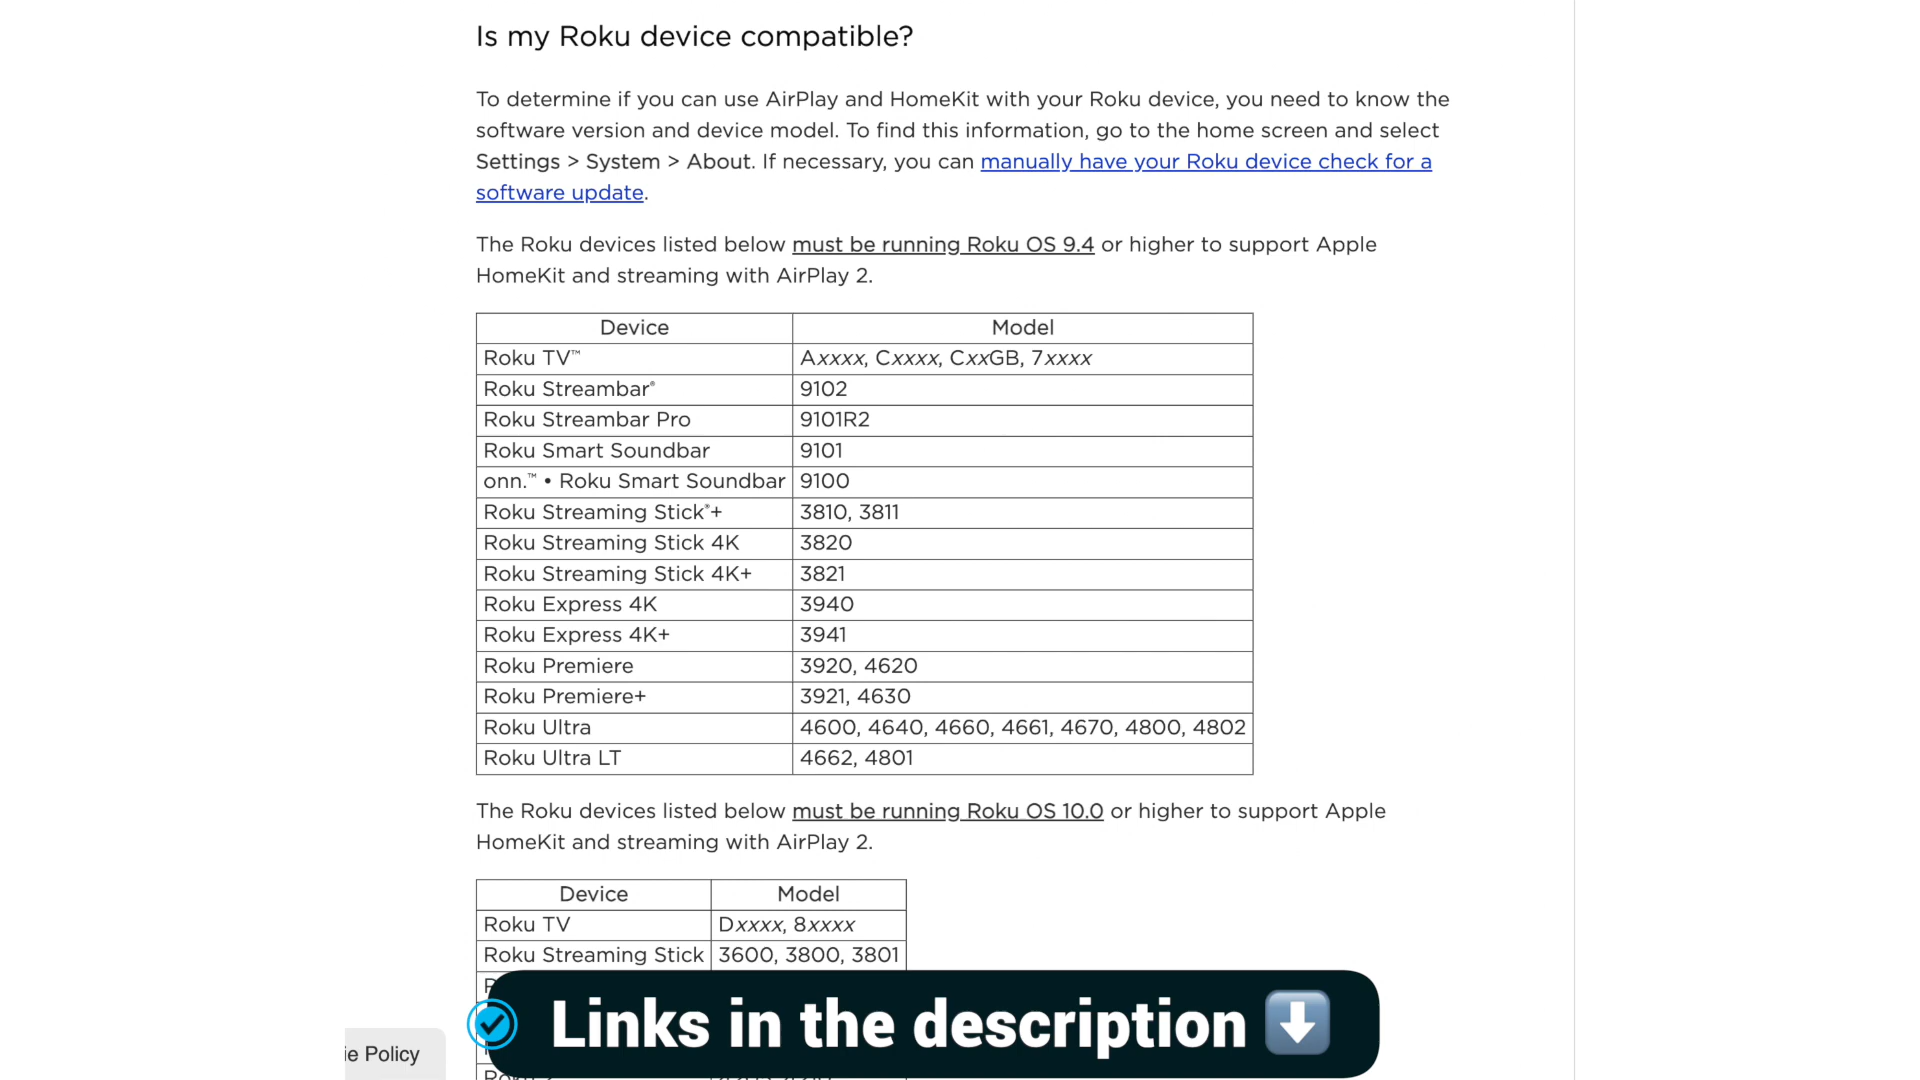 Is my Roku device compatible?
To determine if you can use AirPlay and HomeKit with your Roku device, you need to know the
software version and device model. To find this information, go to the home screen and select
Settings > System > About. If necessary, you can manually have your Roku device check for a
software update.
The Roku devices listed below must be running Roku OS 9.4 or higher to support Apple
HomeKit and streaming with AirPlay 2.
Device Model
Roku TV™ Axxxx, Cxxxx, CxxGB, 7xxxx
Roku Streambar® 9102
Roku Streambar Pro 9101R2
Roku Smart Soundbar 9101
onn.™ • Roku Smart Soundbar 9100
Roku Streaming Stick®+ 3810, 3811
Roku Streaming Stick 4K 3820
Roku Streaming Stick 4K+ 3821
Roku Express 4K 3940
Roku Express 4K+ 3941
Roku Premiere 3920, 4620
Roku Premiere+ 3921, 4630
Roku Ultra 4600, 4640, 4660, 4661, 4670, 4800, 4802
Roku Ultra LT 4662, 4801
The Roku devices listed below must be running Roku OS 10.0 or higher to support Apple
HomeKit and streaming with AirPlay 2.
Device Model
Roku TV Dxxxx, 8xxxx
Roku Streaming Stick 3600, 3800, 3801
Links in the description
ie Policy